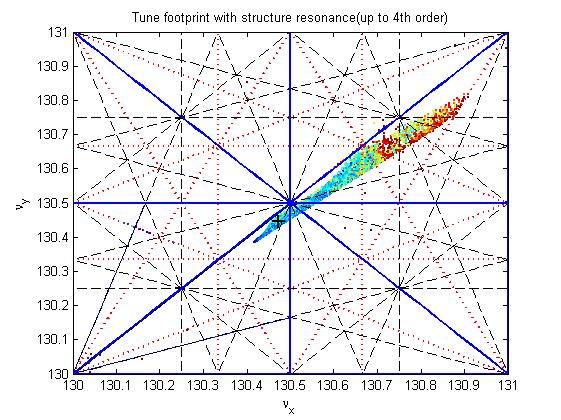 Tune footprint with structure resonance(up to 4th order)
131
130.9
130.8
130.7
130.6
130.5
130.4
130.3
130.2
130.1
130
νy
130 130.1 130.2 130.3 130.4 130.5 130.6 130.7 130.8 130.9 131
νx